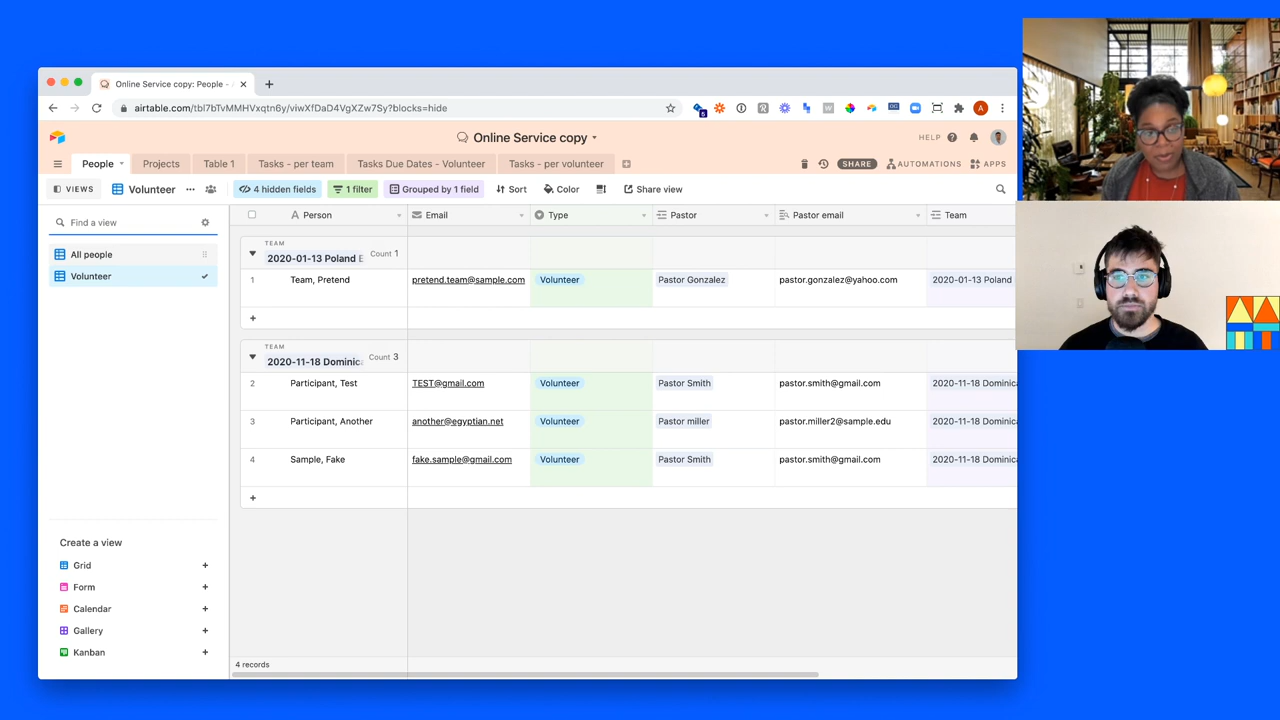 Online Service copy: People - A
airtable.com/tbl7bTvMMHVxqtn6y/viwXfDaD4VgXZw7Sy?blocks=hide
5
A
Online Service copy
HELP
People
Projects
Table 1
Tasks - per team
Tasks Due Dates - Volunteer
Tasks - per volunteer
SHARE
AUTOMATIONS
APPS
VIEWS
Volunteer
4 hidden fields
1 filter
Grouped by 1 field
Sort
Color
Share view
Find a view
All people
Volunteer
Person Email Type Pastor Pastor email Team
TEAM
2020-01-13 Poland E Count 1
1 Team, Pretend pretend.team@sample.com Volunteer Pastor Gonzalez pastor.gonzalez@yahoo.com 2020-01-13 Poland
TEAM
2020-11-18 Dominic Count 3
2 Participant, Test TEST@gmail.com Volunteer Pastor Smith pastor.smith@gmail.com 2020-11-18 Dominica
3 Participant, Another another@egyptian.net Volunteer Pastor miller pastor.miller2@sample.edu 2020-11-18 Dominica
4 Sample, Fake fake.sample@gmail.com Volunteer Pastor Smith pastor.smith@gmail.com 2020-11-18 Dominica
Create a view
Grid
Form
Calendar
Gallery
Kanban
4 records